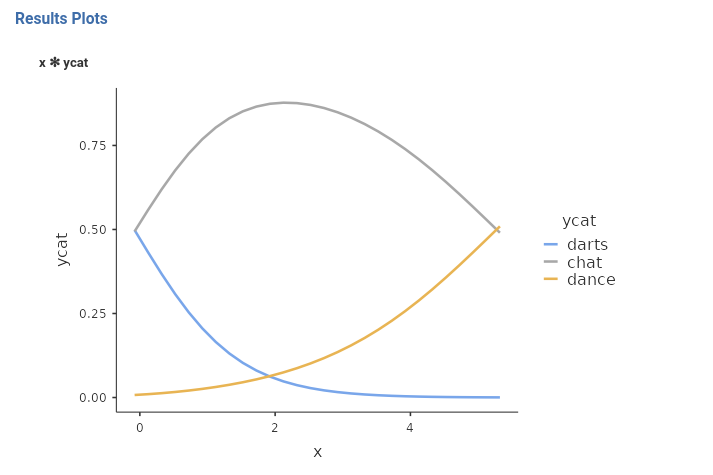 Results Plots
x ✻ ycat
0.75
0.50
0.25
0.00
ycat
0
2
4
x
ycat
darts
chat
dance